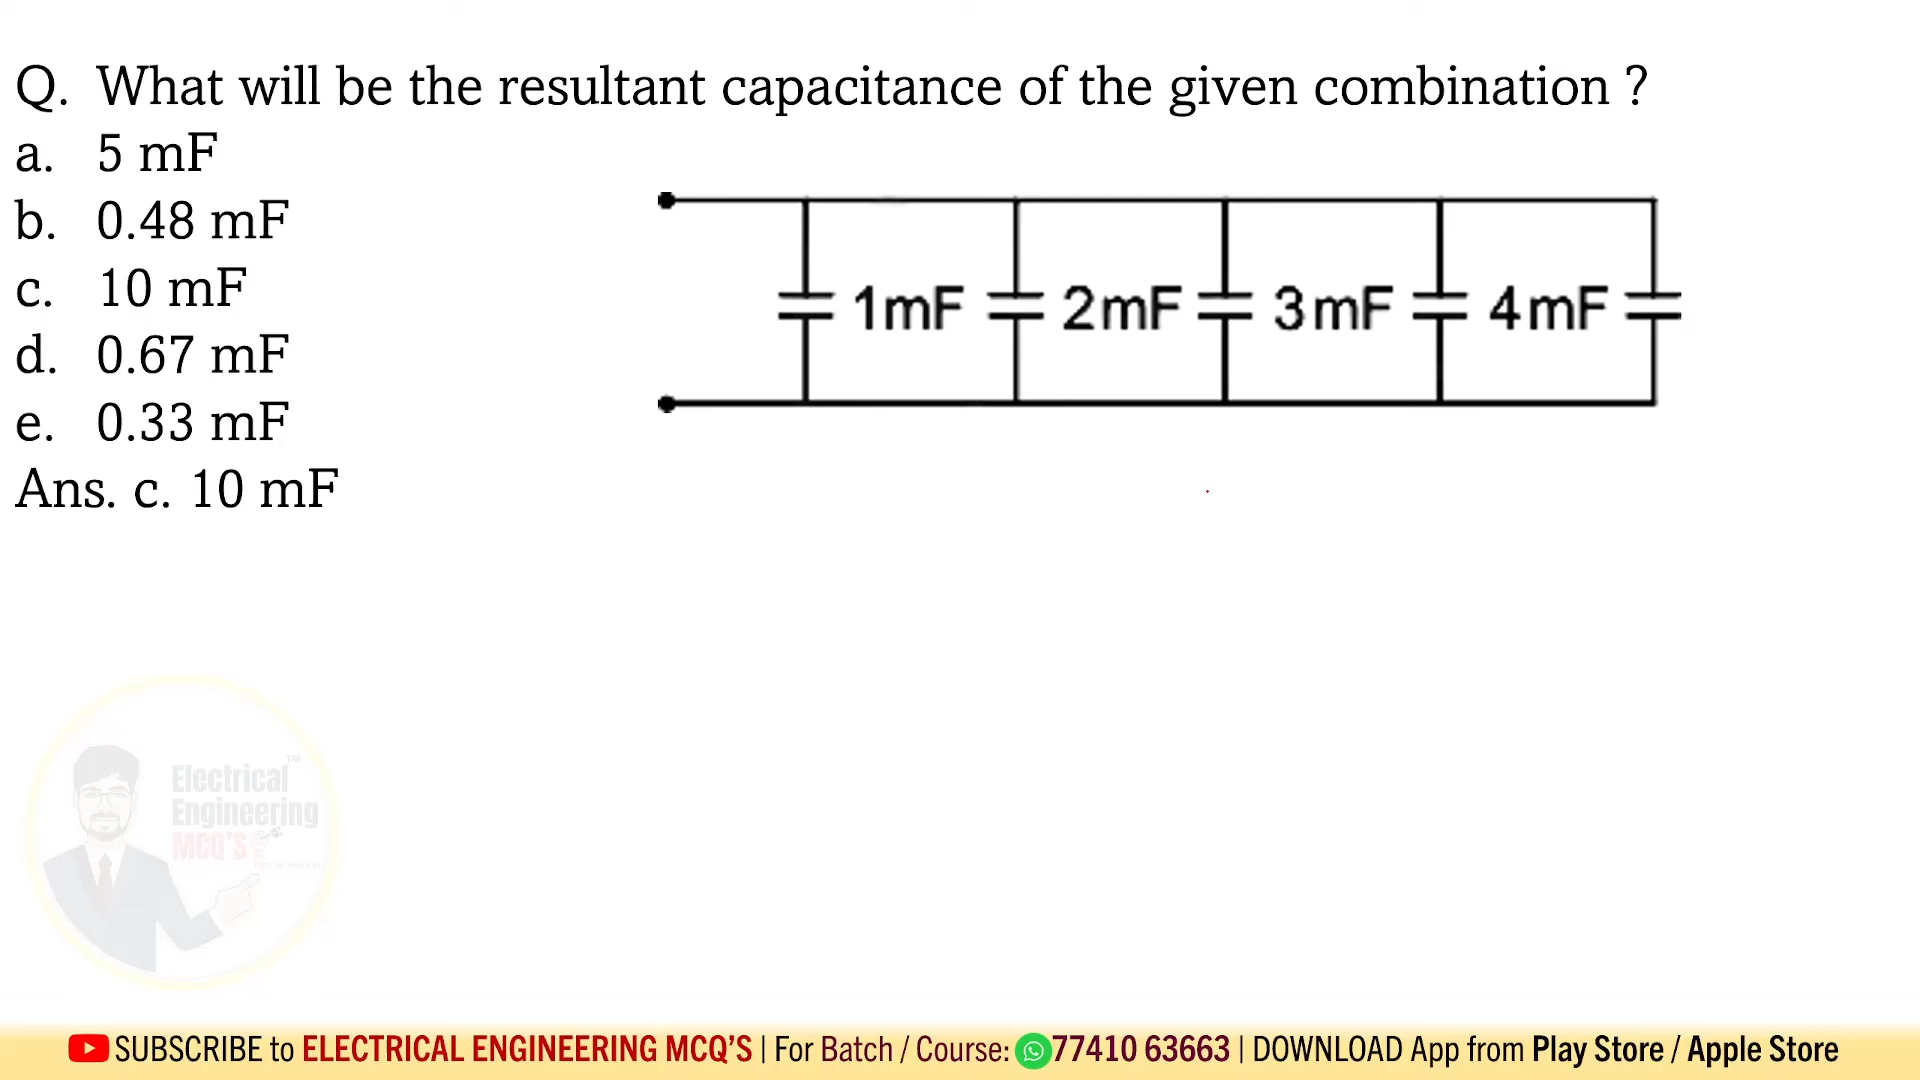 Q. What will be the resultant capacitance of the given combination ?
a. 5 mF
b. 0.48 mF
c. 10 mF
d. 0.67 mF
e. 0.33 mF
Ans. c. 10 mF
1mF 2mF 3mF 4mF
Electrical™
Engineering
MCQ'S
SUBSCRIBE to ELECTRICAL ENGINEERING MCQ'S | For Batch / Course: 77410 63663 | DOWNLOAD App from Play Store / Apple Store